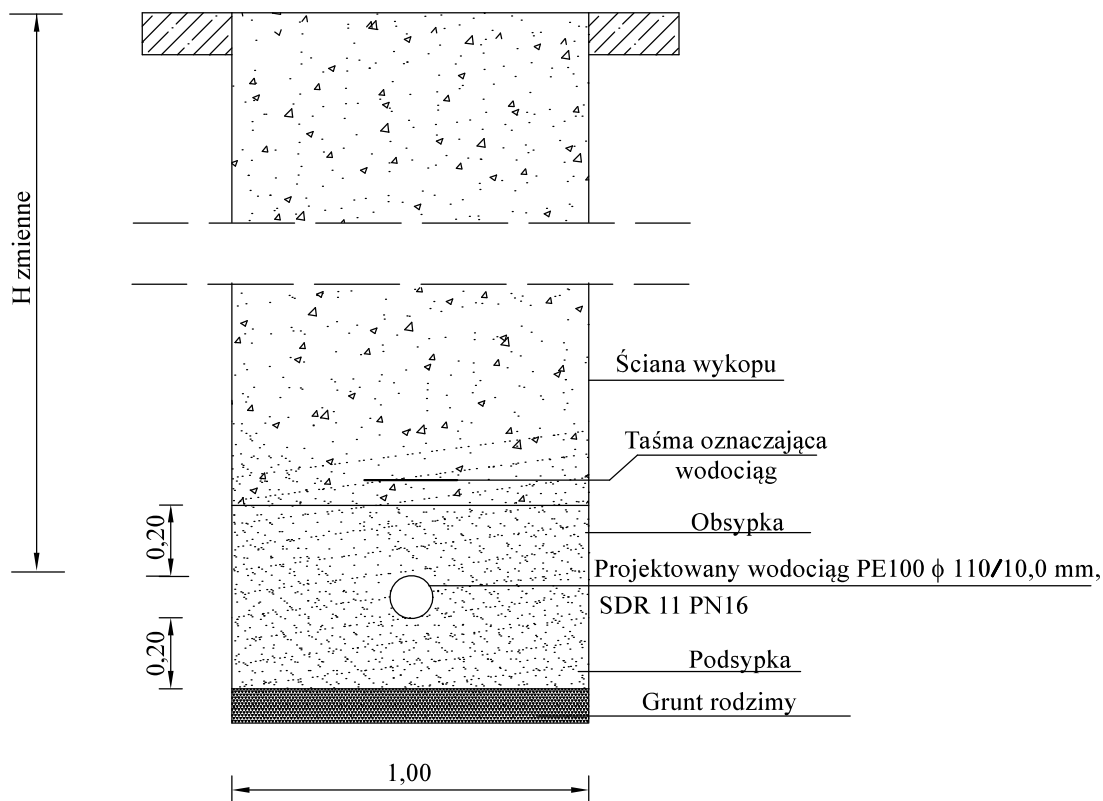 H zmienne
Ściana wykopu
Taśma oznaczająca
wodociąg
0,20
Obsypka
Projektowany wodociąg PE100 ϕ 110/10,0 mm,
SDR 11 PN16
0,20
Podsypka
Grunt rodzimy
1,00